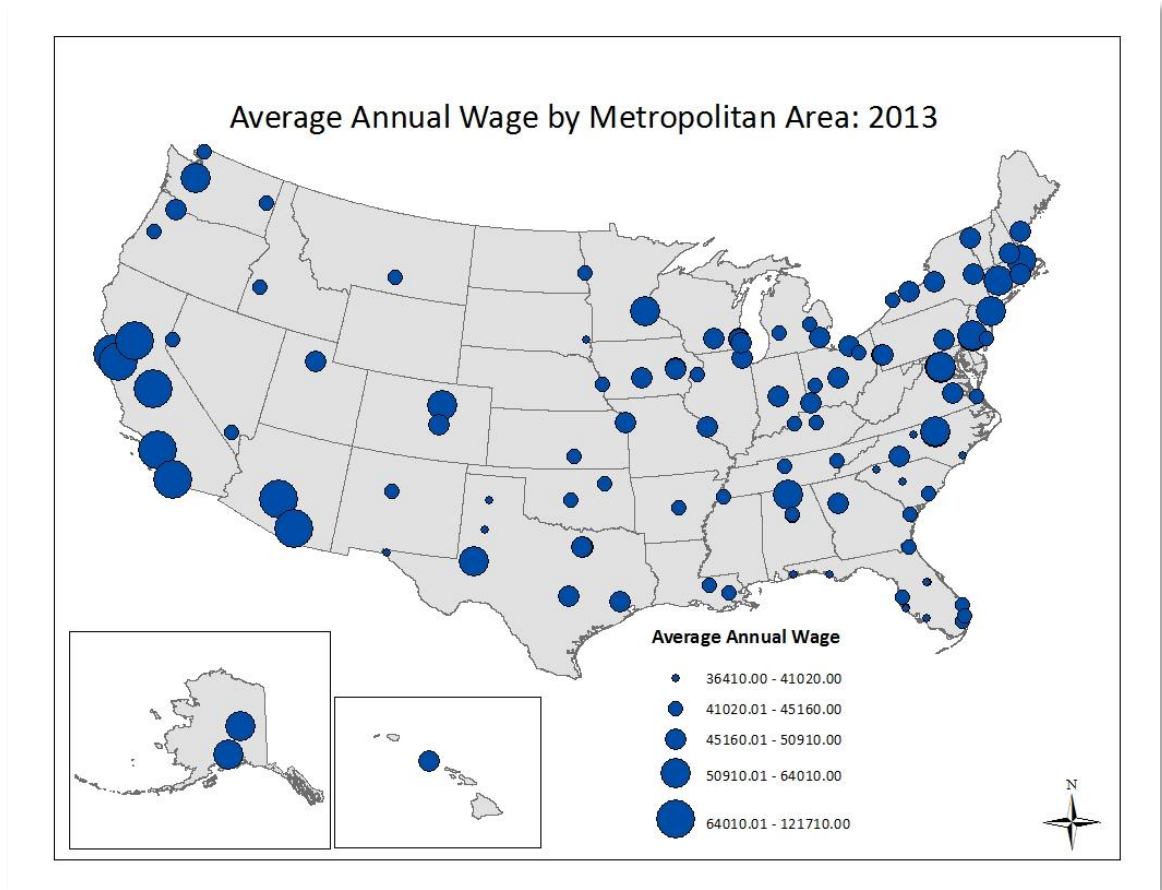 Average Annual Wage by Metropolitan Area: 2013
Average Annual Wage
36410.00 - 41020.00
41020.01 - 45160.00
45160.01 - 50910.00
50910.01 - 64010.00
64010.01 - 121710.00
N